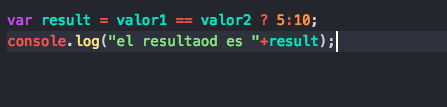 var result = valor1 == valor2 ? 5:10;
console.log("el resultaod es "+result);